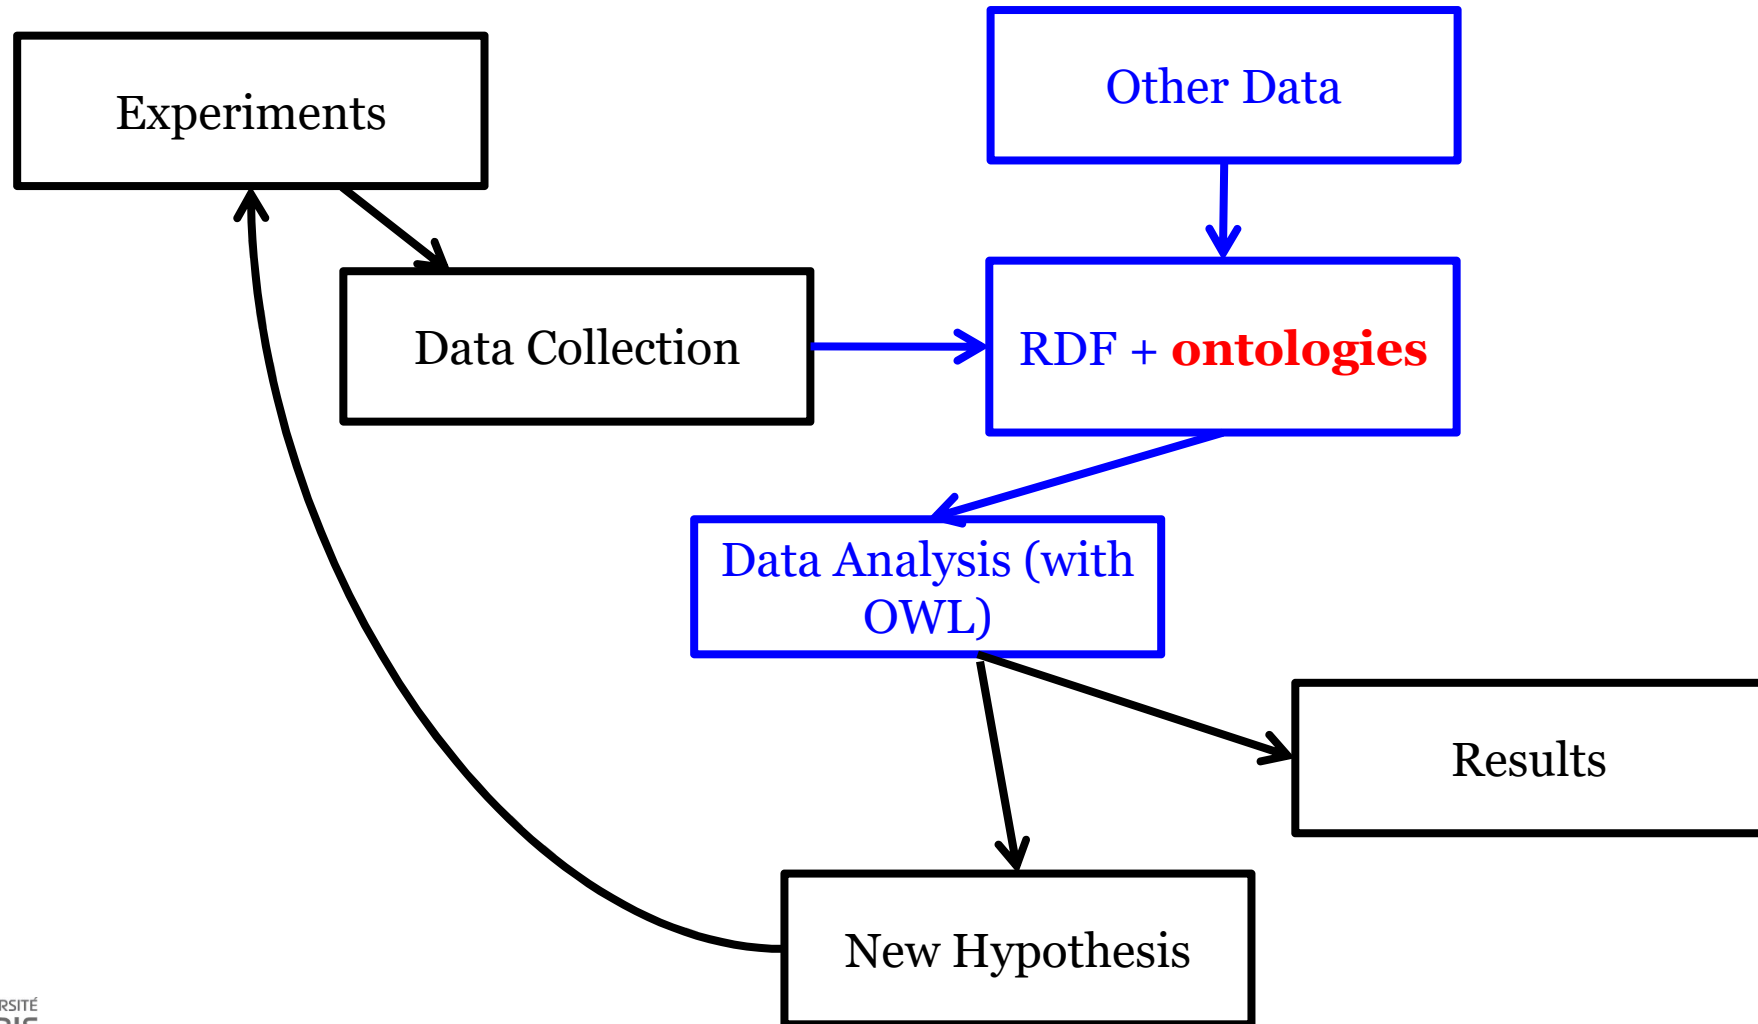 Experiments
Other Data
Data Collection
RDF + ontologies
Data Analysis (with
OWL)
Results
New Hypothesis